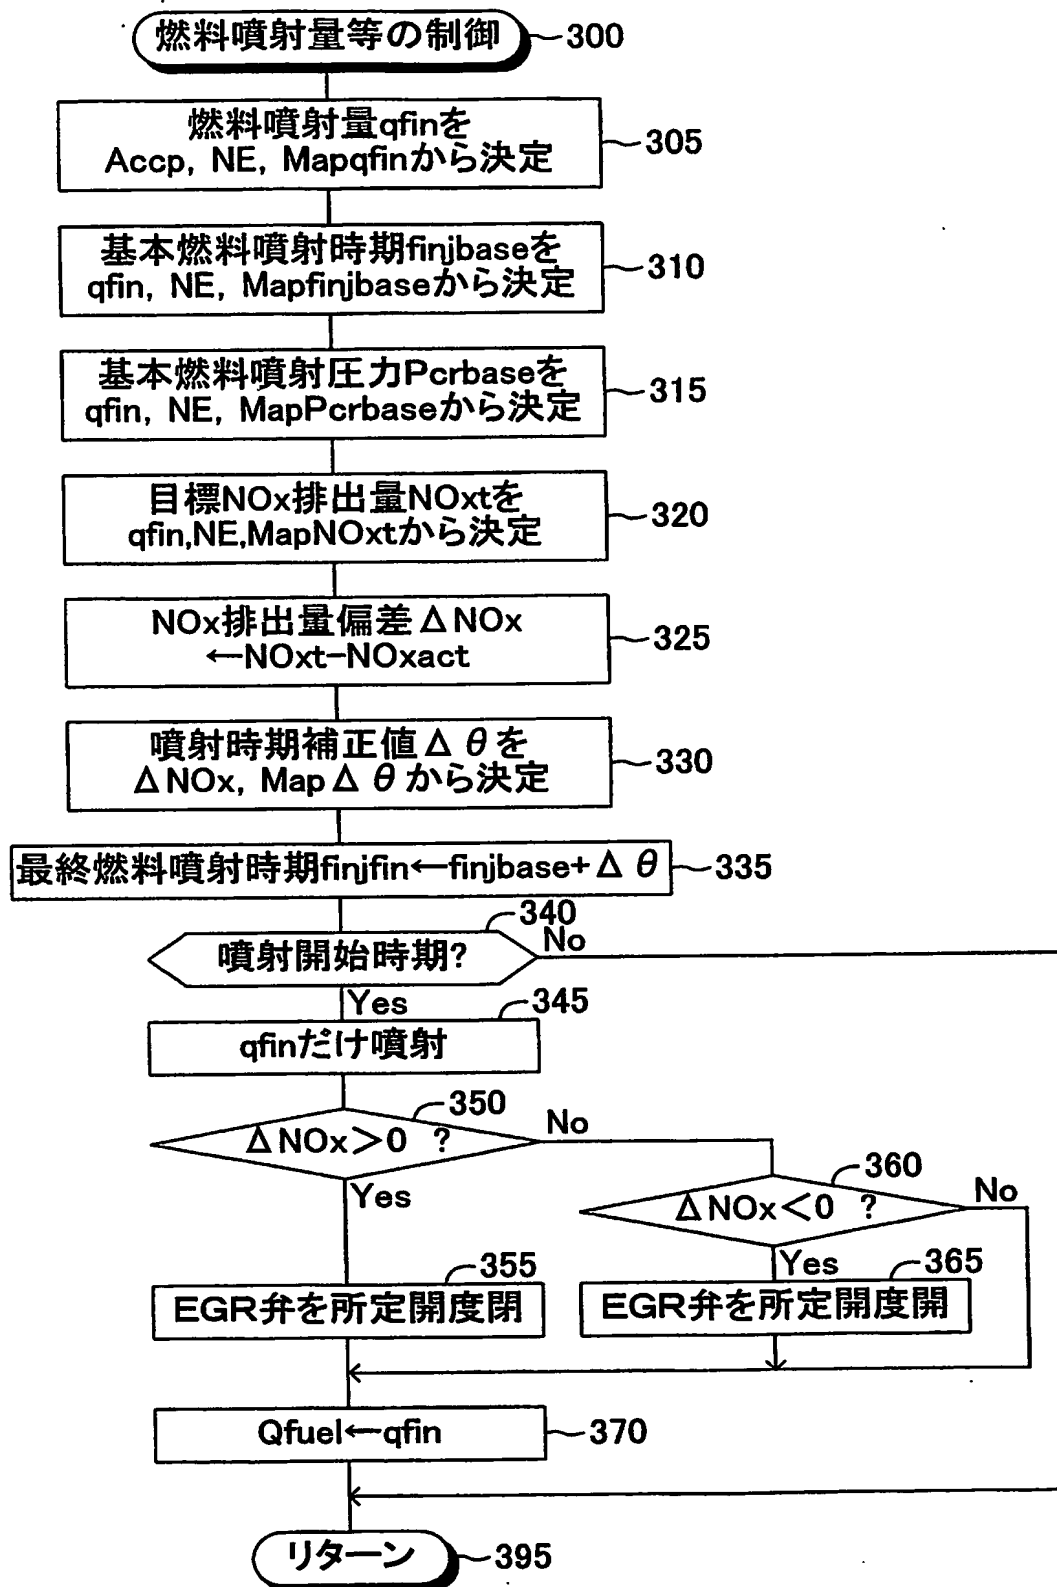 燃料噴射量等の制御
300
燃料噴射量qfinを
Accp, NE, Mapqfinから決定
305
基本燃料噴射時期finjbaseを
qfin, NE, Mapfinjbaseから決定
310
基本燃料噴射圧力Pcrbaseを
qfin, NE, MapPcrbaseから決定
315
目標NOx排出量NOxtを
qfin,NE,MapNOxtから決定
320
NOx排出量偏差ΔNOx
←NOxt−NOxact
325
噴射時期補正値Δθを
ΔNOx, MapΔθから決定
330
最終燃料噴射時期finjfin←finjbase+Δθ
335
340
噴射開始時期?
No
Yes
345
qfinだけ噴射
350
ΔNOx>0 ?
No
Yes
360
ΔNOx<0 ?
No
Yes
355
EGR弁を所定開度閉
365
EGR弁を所定開度開
Qfuel←qfin
370
リターン
395